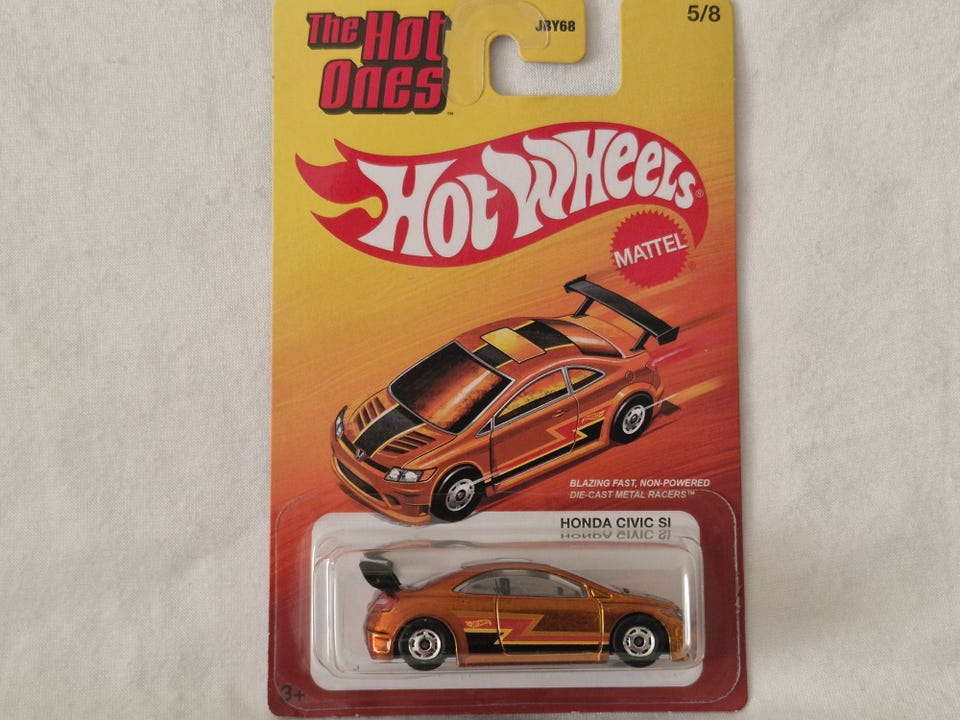 The Hot
Ones™
JBY68
5/8
Hot Wheels®
MATTEL®
BLAZING FAST, NON-POWERED
DIE-CAST METAL RACERS™
HONDA CIVIC SI
3+